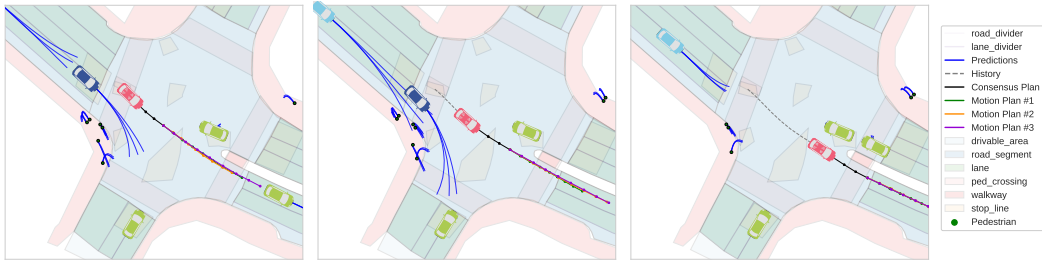 road_divider
lane_divider
Predictions
History
Consensus Plan
Motion Plan #1
Motion Plan #2
Motion Plan #3
drivable_area
road_segment
lane
ped_crossing
walkway
stop_line
Pedestrian